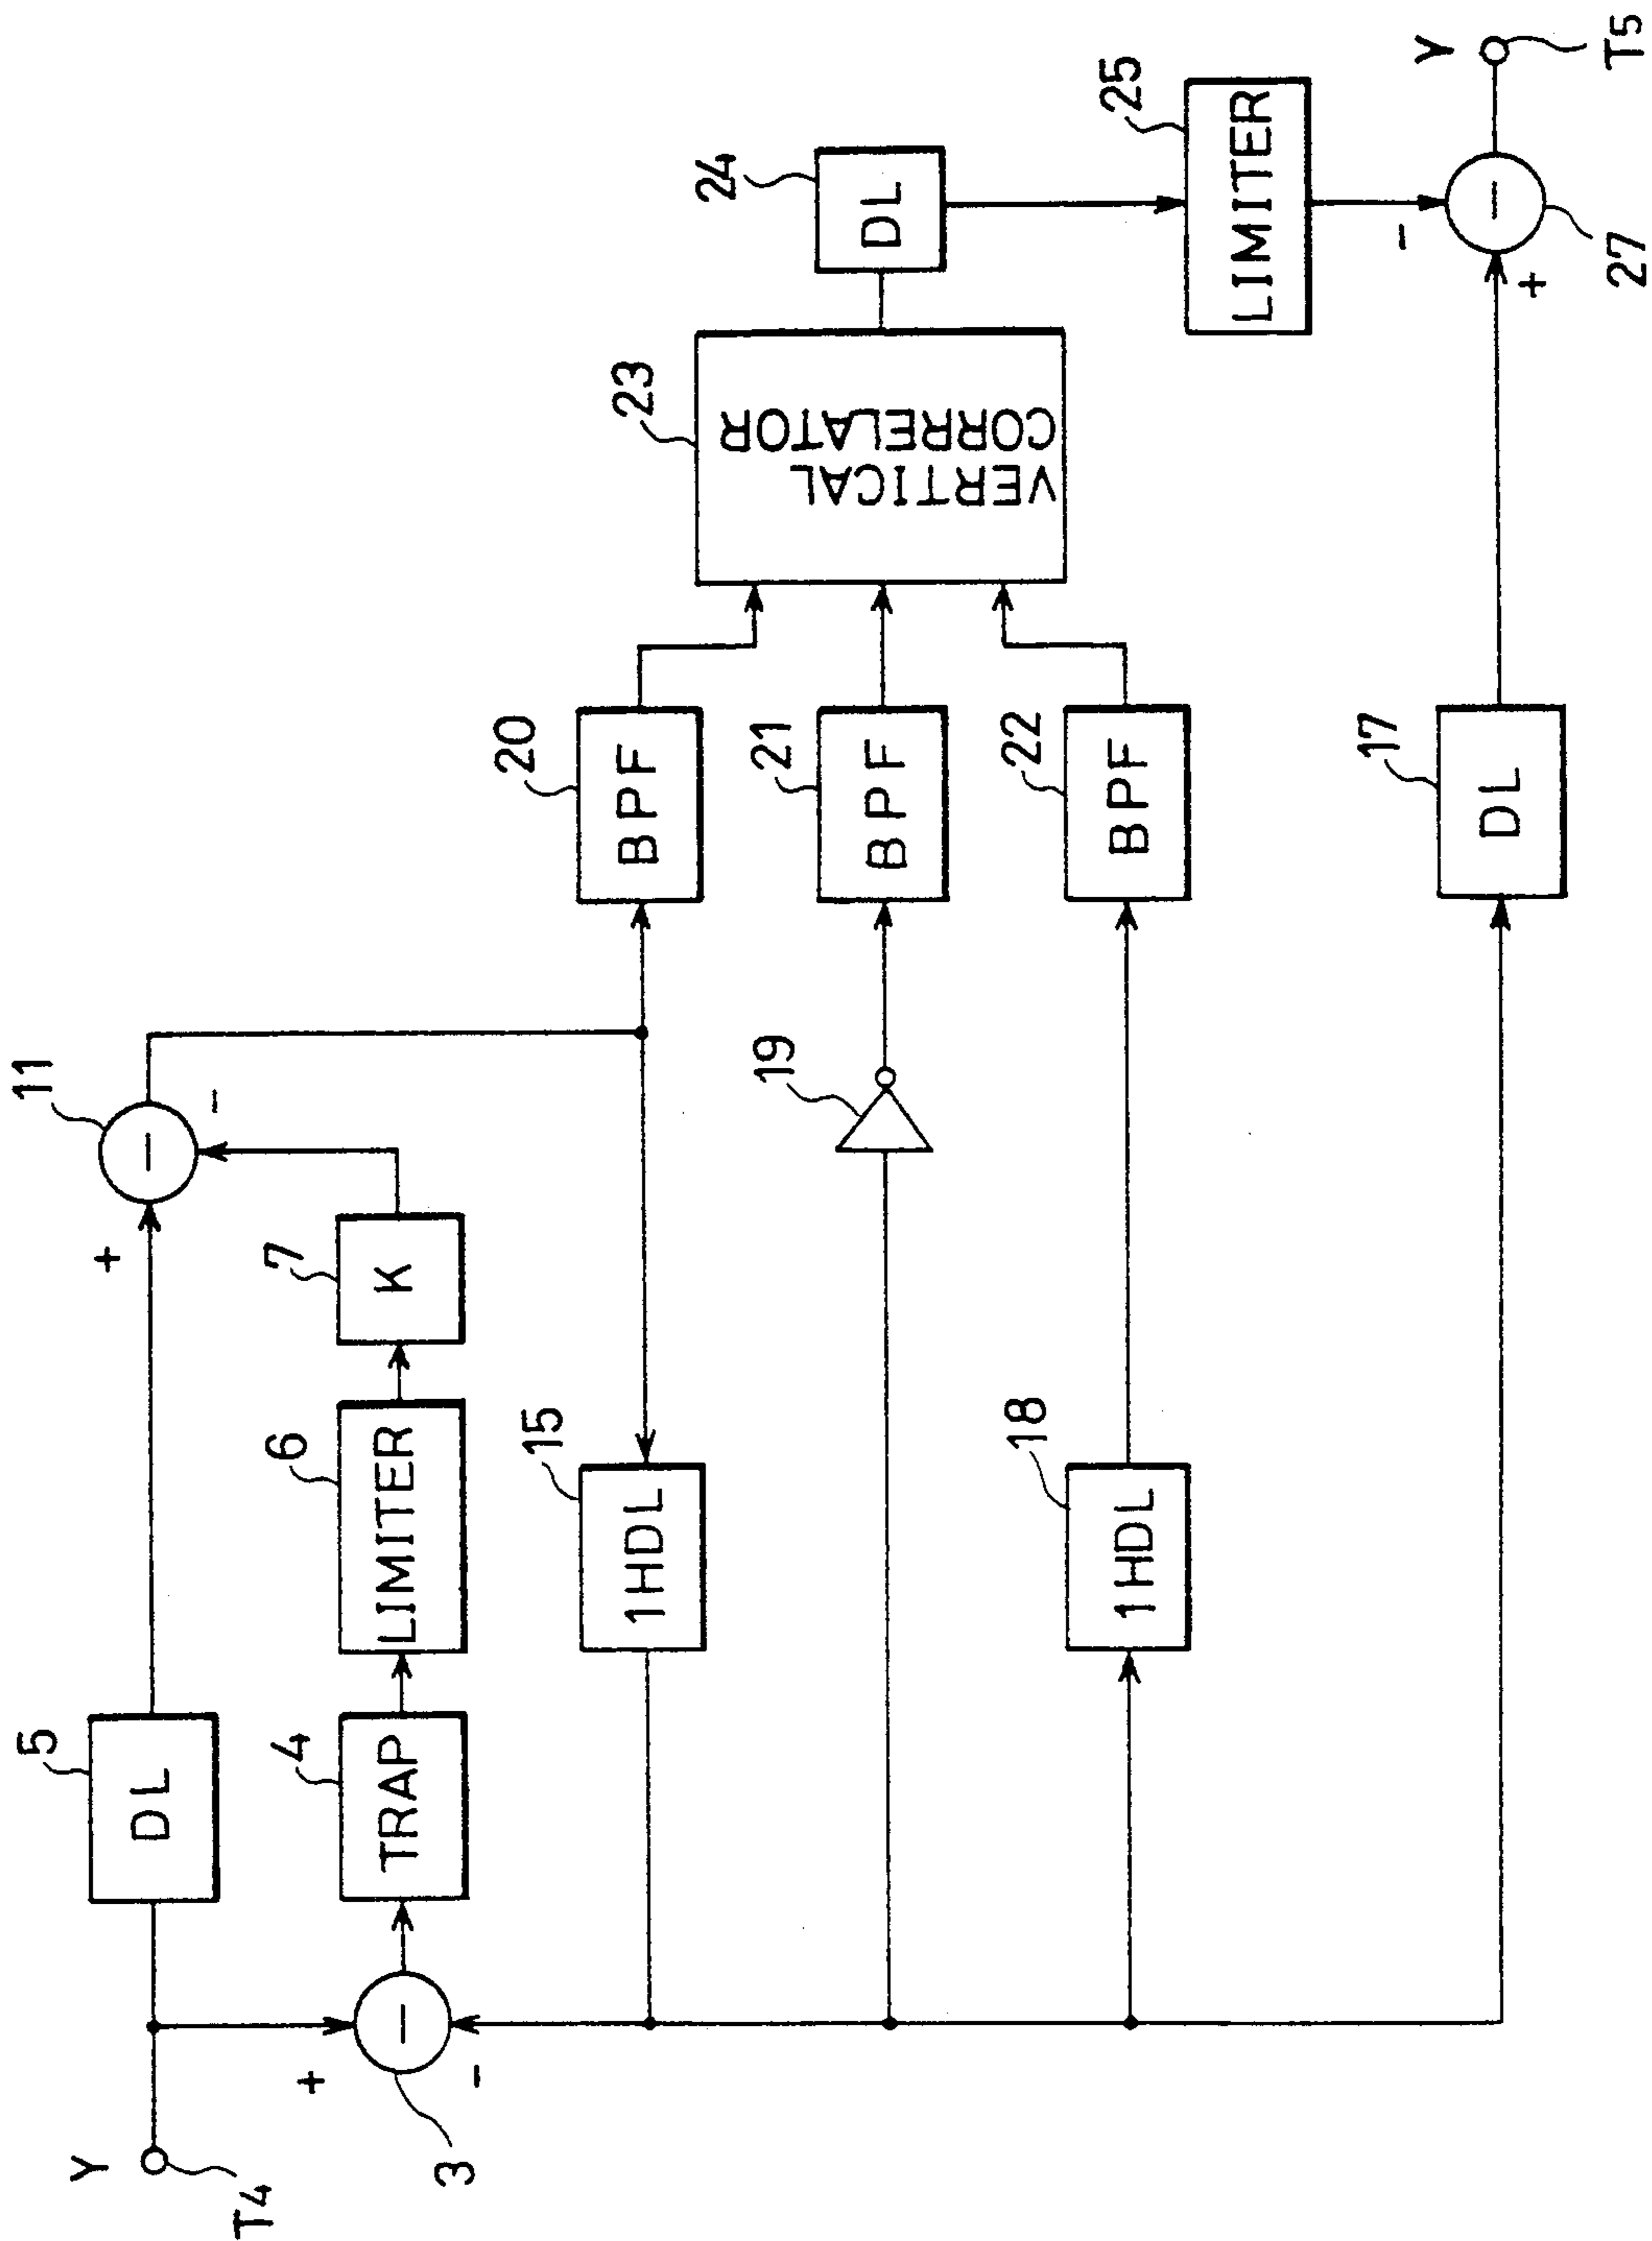 Y
T4
3
+
-
5
DL
4
TRAP
6
LIMITER
7
K
+
-
11
15
1HDL
18
1HDL
19
20
BPF
21
BPF
22
BPF
17
DL
23
VERTICAL
CORRELATOR
24
DL
25
LIMITER
-
+
27
Y
T5